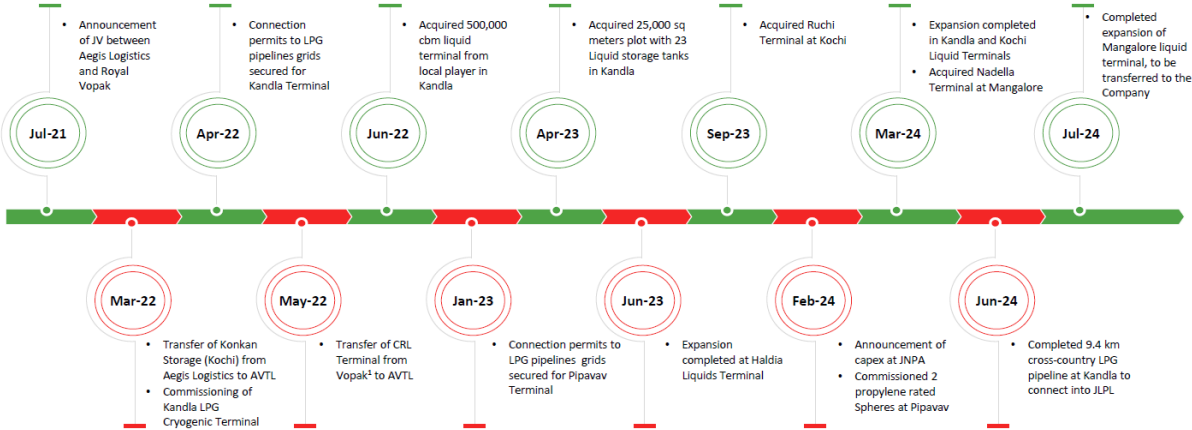 • Announcement
of JV between
Aegis Logistics
and Royal
Vopak
Jul-21
• Connection
permits to LPG
pipelines grids
secured for
Kandla Terminal
Apr-22
• Acquired 500,000
cbm liquid
terminal from
local player in
Kandla
Jun-22
• Acquired 25,000 sq
meters plot with 23
Liquid storage tanks
in Kandla
Apr-23
• Acquired Ruchi
Terminal at Kochi
Sep-23
• Expansion completed
in Kandla and Kochi
Liquid Terminals
• Acquired Nadella
Terminal at Mangalore
Mar-24
• Completed
expansion of
Mangalore liquid
terminal, to be
transferred to the
Company
Jul-24
Mar-22
• Transfer of Konkan
Storage (Kochi) from
Aegis Logistics to AVTL
• Commissioning of
Kandla LPG
Cryogenic Terminal
May-22
• Transfer of CRL
Terminal from
Vopak¹ to AVTL
Jan-23
• Connection permits to
LPG pipelines grids
secured for Pipavav
Terminal
Jun-23
• Expansion
completed at Haldia
Liquids Terminal
Feb-24
• Announcement of
capex at JNPA
• Commissioned 2
propylene rated
Spheres at Pipavav
Jun-24
• Completed 9.4 km
cross-country LPG
pipeline at Kandla to
connect into JLPL